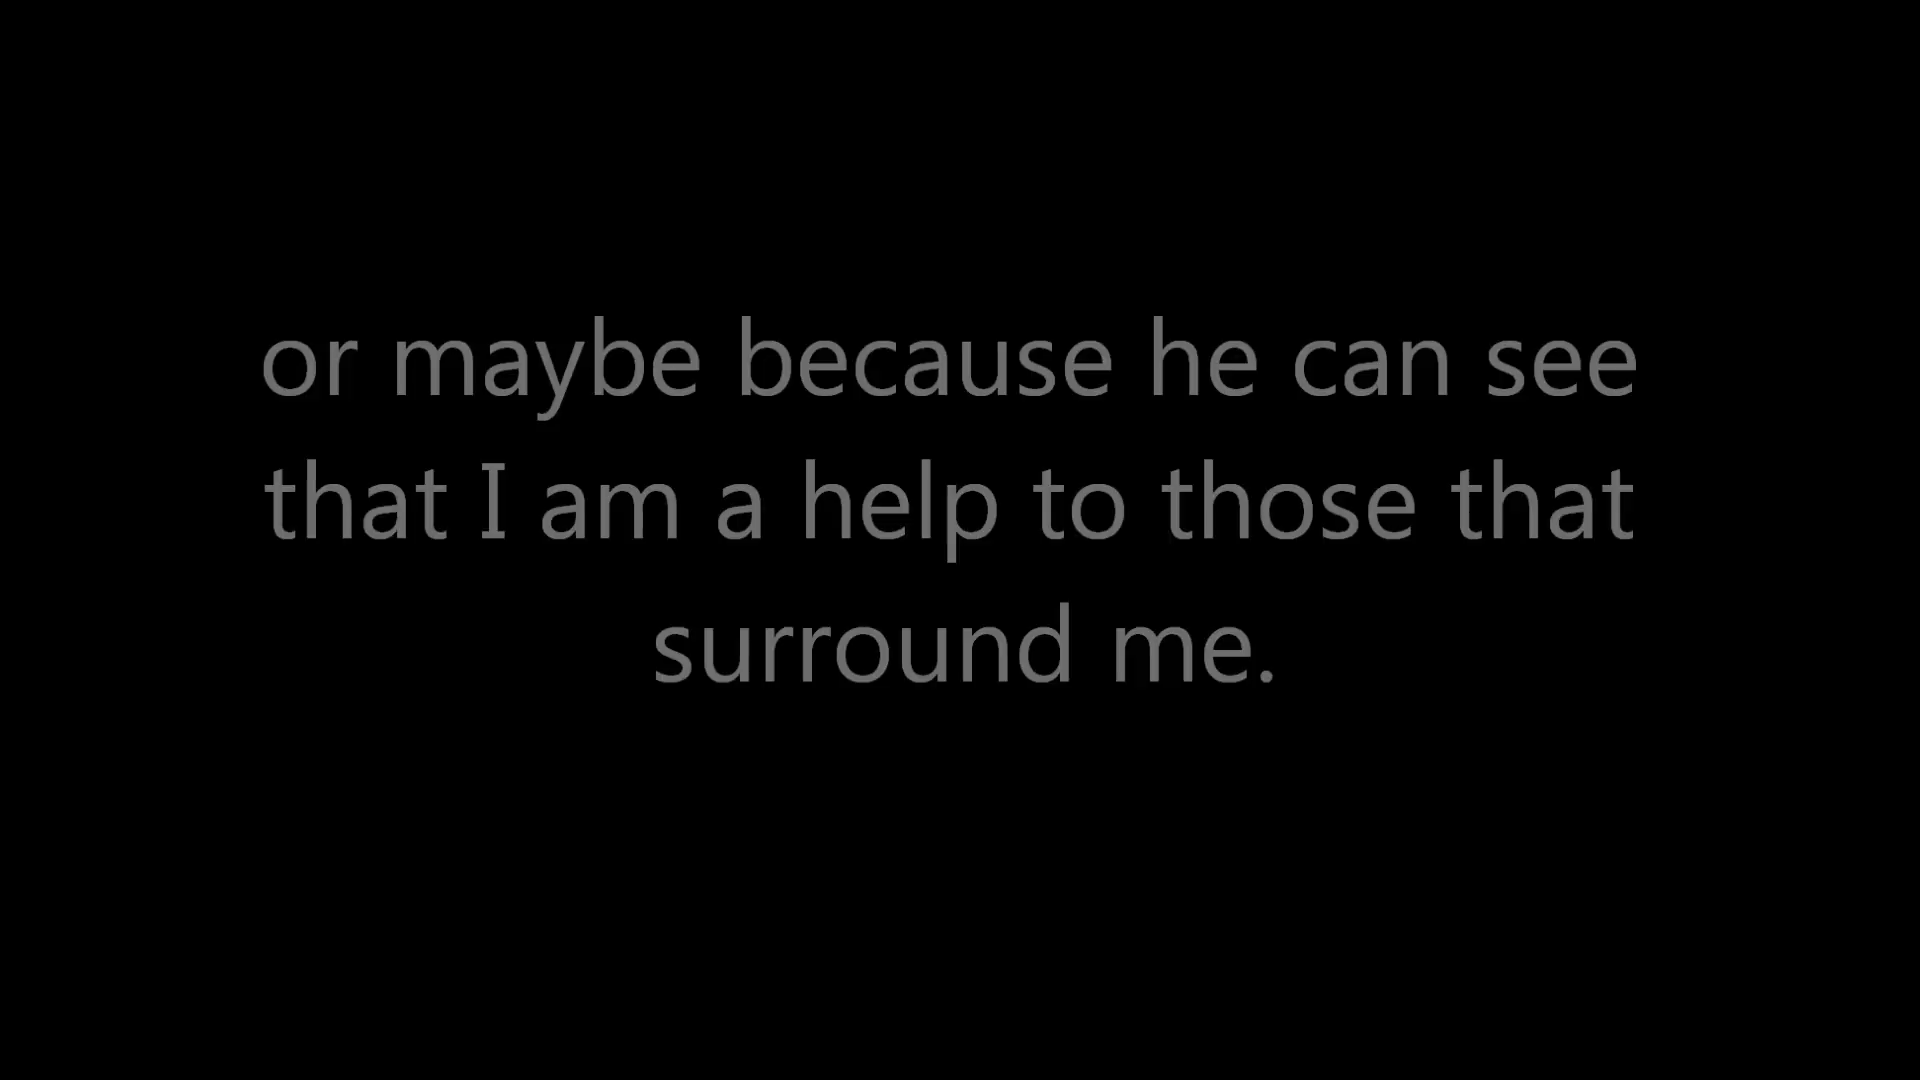 or maybe because he can see
that I am a help to those that
surround me.